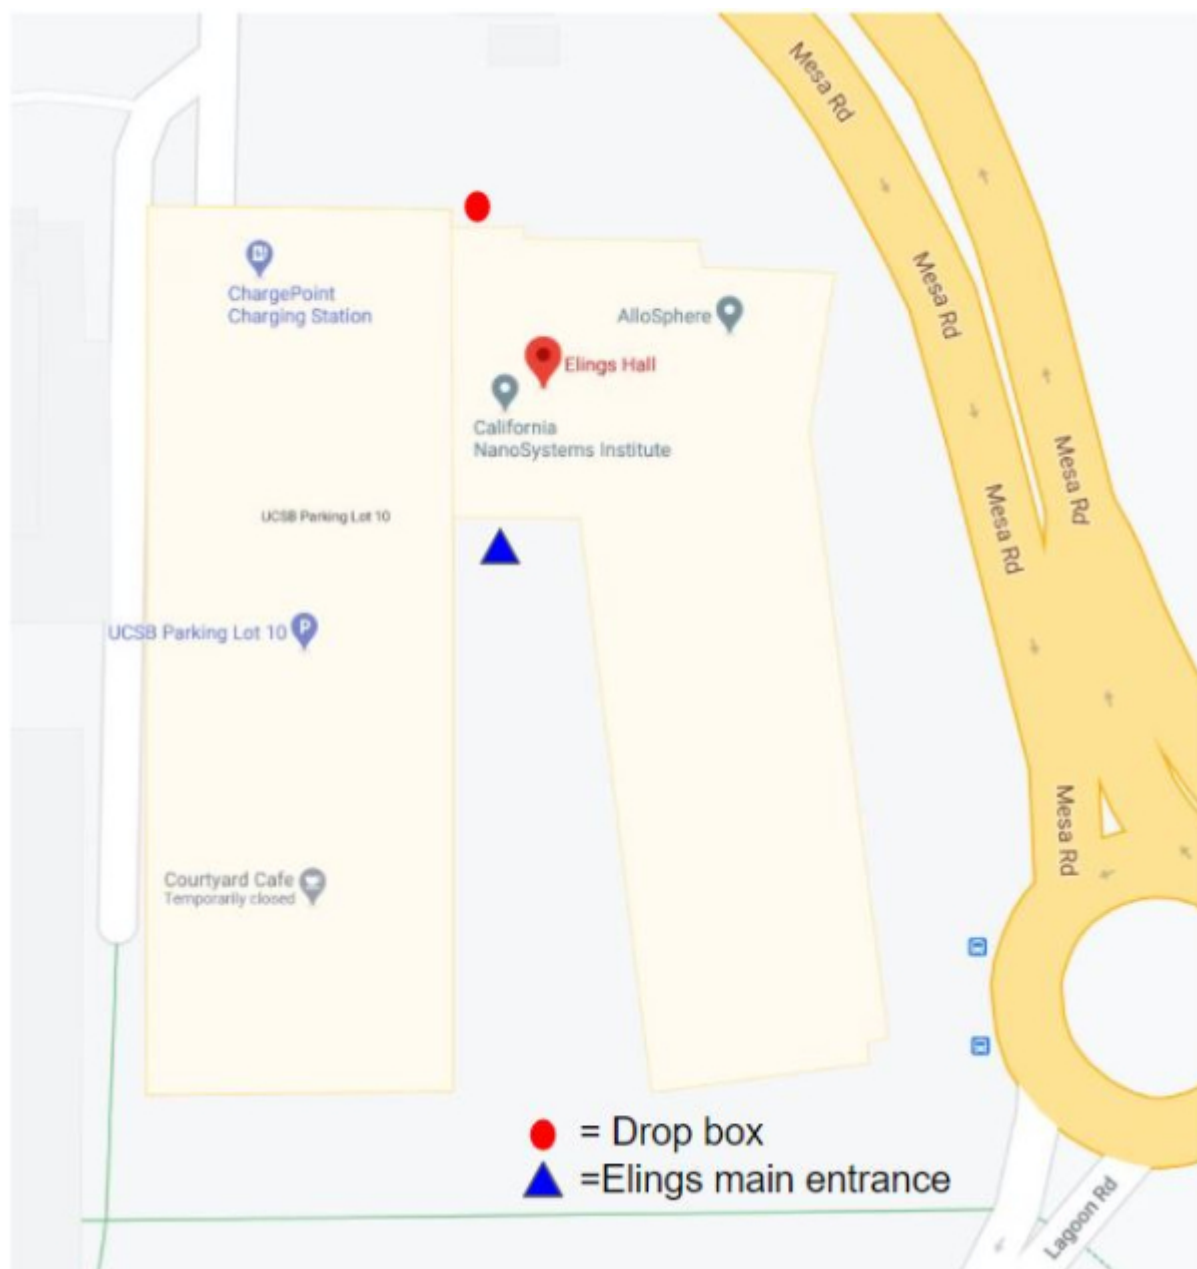 Mesa Rd
Mesa Rd
ChargePoint
Charging Station
AlloSphere
Elings Hall
California
NanoSystems Institute
Mesa Rd
Mesa Rd
UCSB Parking Lot 10
UCSB Parking Lot 10
P
Mesa Rd
Courtyard Cafe
Temporarily closed
= Drop box
=Elings main entrance
Lagoon Rd